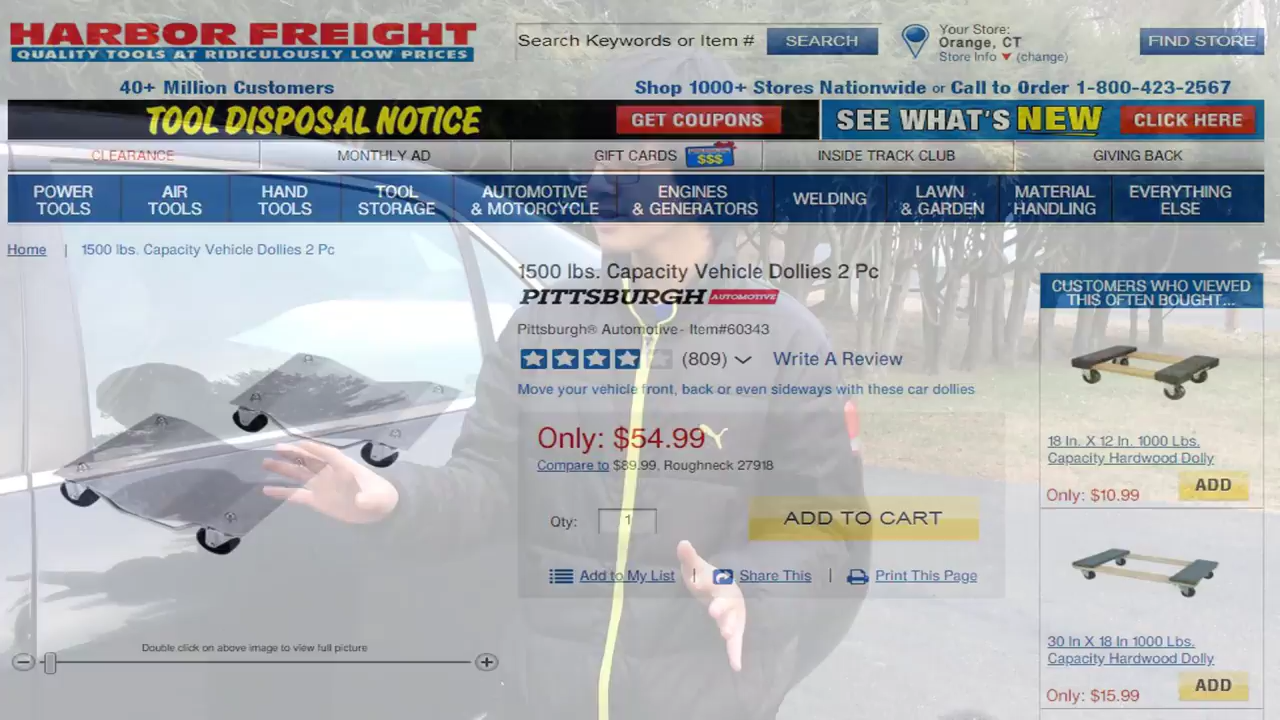 HARBOR FREIGHT
QUALITY TOOLS AT RIDICULOUSLY LOW PRICES
Search Keywords or Item #
SEARCH
Your Store:
Orange, CT
Store Info (change)
FIND STORE
40+ Million Customers
Shop 1000+ Stores Nationwide or Call to Order 1-800-423-2567
TOOL DISPOSAL NOTICE
GET COUPONS
SEE WHAT'S NEW
CLICK HERE
CLEARANCE
MONTHLY AD
GIFT CARDS
$$$
INSIDE TRACK CLUB
GIVING BACK
POWER
TOOLS
AIR
TOOLS
HAND
TOOLS
TOOL
STORAGE
AUTOMOTIVE
& MOTORCYCLE
ENGINES
& GENERATORS
WELDING
LAWN
& GARDEN
MATERIAL
HANDLING
EVERYTHING
ELSE
Home | 1500 lbs. Capacity Vehicle Dollies 2 Pc
1500 lbs. Capacity Vehicle Dollies 2 Pc
PITTSBURGH AUTOMOTIVE
Pittsburgh® Automotive - Item#60343
(809)
Write A Review
Move your vehicle front, back or even sideways with these car dollies
Only: $54.99
Compare to $89.99, Roughneck 27918
Qty: 1
ADD TO CART
Add to My List | Share This | Print This Page
Double click on above image to view full picture
CUSTOMERS WHO VIEWED
THIS OFTEN BOUGHT...
18 In. X 12 In. 1000 Lbs.
Capacity Hardwood Dolly
Only: $10.99
ADD
30 In X 18 In 1000 Lbs.
Capacity Hardwood Dolly
Only: $15.99
ADD